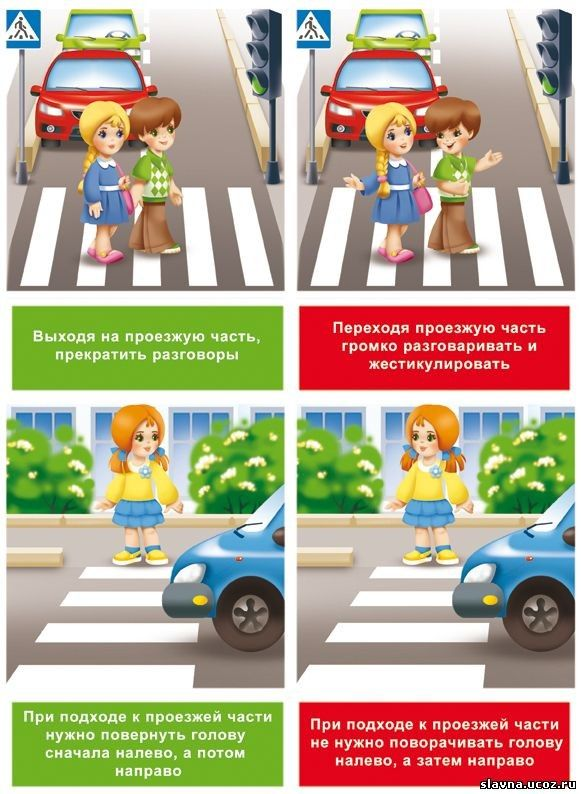 Выходя на проезжую часть,
прекратить разговоры
Переходя проезжую часть
громко разговаривать и
жестикулировать
При подходе к проезжей части
нужно повернуть голову
сначала налево, а потом
направо
При подходе к проезжей части
не нужно поворачивать голову
налево, а затем направо
slavna.ucoz.ru